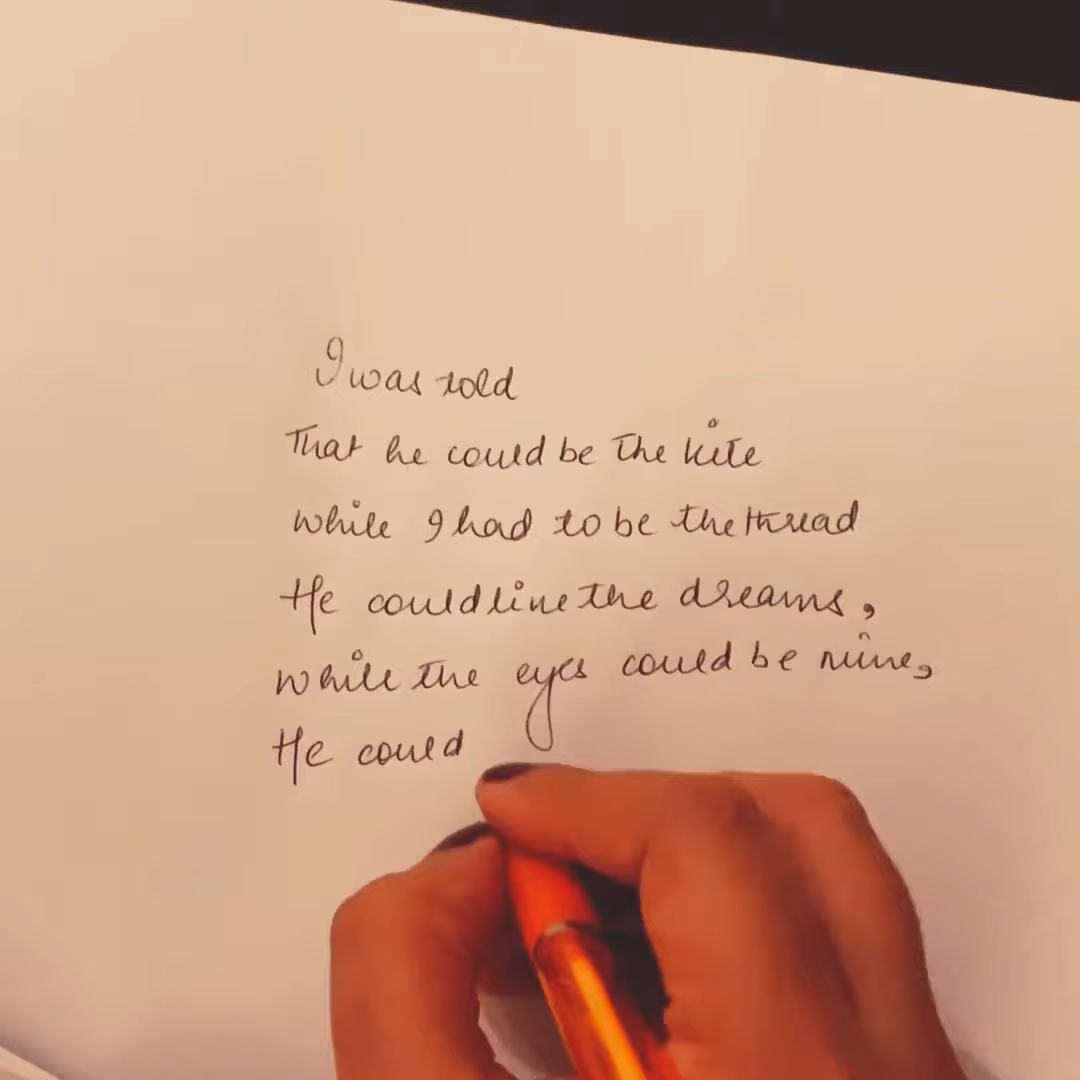 I was told
That he could be the kite
while I had to be the thread
He could live the dreams,
while the eyes could be mine,
He could